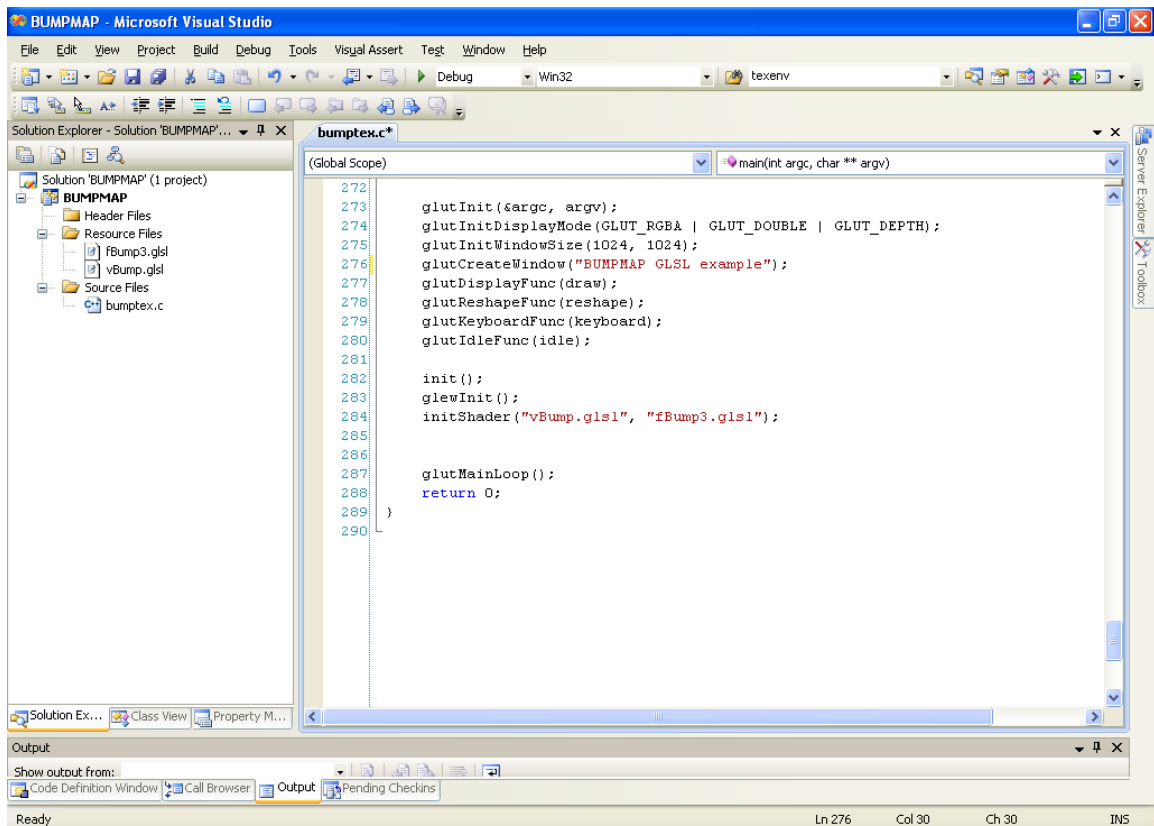 BUMPMAP - Microsoft Visual Studio
File Edit View Project Build Debug Tools Visual Assert Test Window Help
Debug Win32 texenv
Solution Explorer - Solution 'BUMPMAP'...
bumptex.c*
(Global Scope) main(int argc, char ** argv)
Solution 'BUMPMAP' (1 project)
BUMPMAP
Header Files
Resource Files
fBump3.glsl
vBump.glsl
Source Files
bumptex.c
272
273 glutInit(&argc, argv);
274 glutInitDisplayMode(GLUT_RGBA | GLUT_DOUBLE | GLUT_DEPTH);
275 glutInitWindowSize(1024, 1024);
276 glutCreateWindow("BUMPMAP GLSL example");
277 glutDisplayFunc(draw);
278 glutReshapeFunc(reshape);
279 glutKeyboardFunc(keyboard);
280 glutIdleFunc(idle);
281
282 init();
283 glewInit();
284 initShader("vBump.glsl", "fBump3.glsl");
285
286
287 glutMainLoop();
288 return 0;
289 }
290
Server Explorer
Toolbox
Solution Ex... Class View Property M...
Output
Show output from:
Code Definition Window Call Browser Output Pending Checkins
Ready Ln 276 Col 30 Ch 30 INS